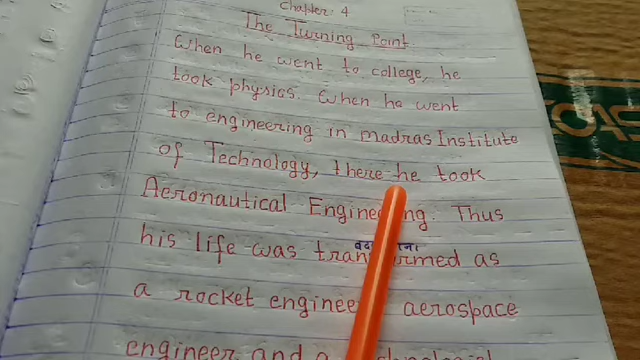 Chapter: 4
The Turning Point
When he went to college, he
took physics. When he went
to engineering in madras Institute
of Technology, there he took
Aeronautical Engineering. Thus
his life was transformed as
a rocket engineer aerospace
engineer and a